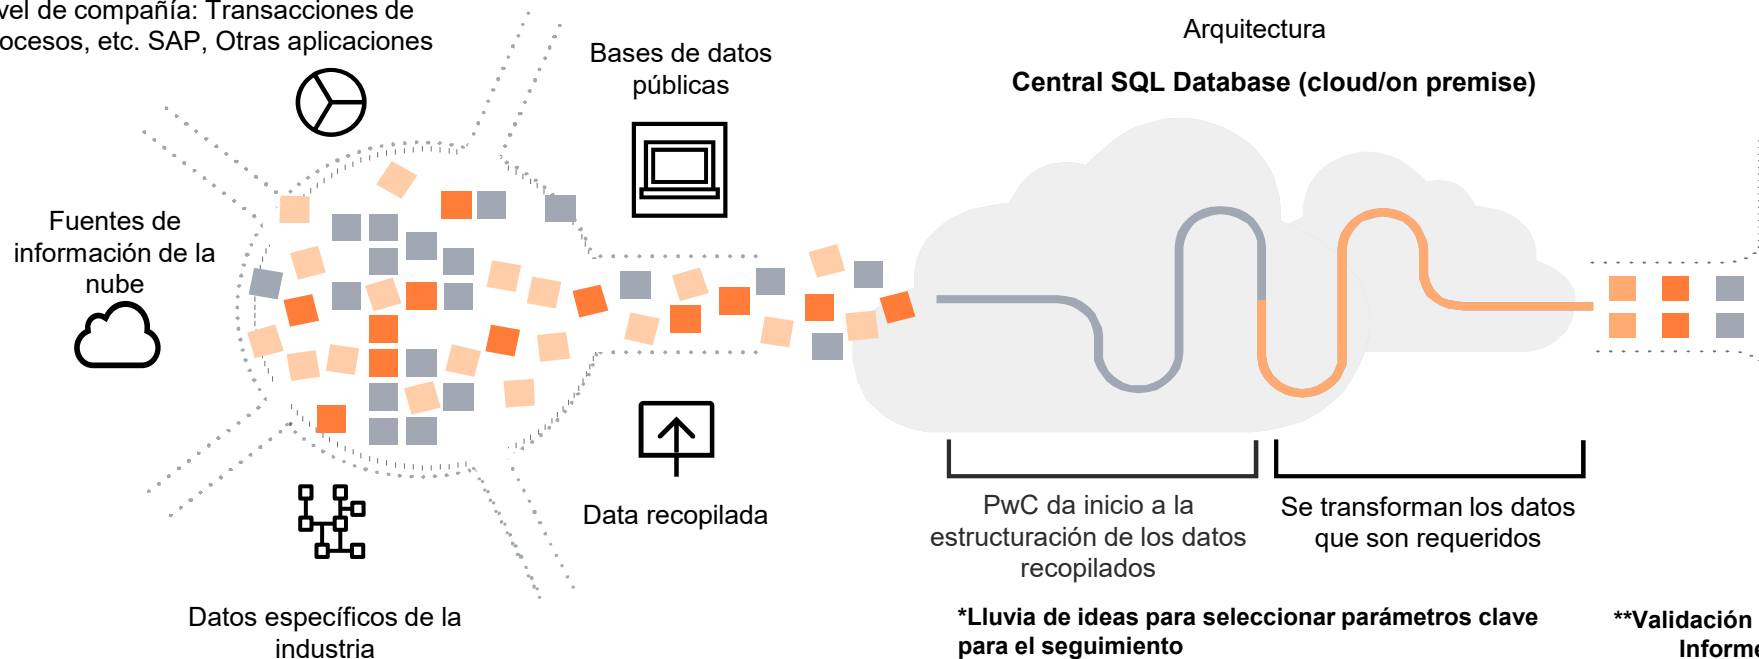 de compañía: Transacciones de
etc. SAP, Otras aplicaciones
Bases de datos
públicas
Fuentes de
información de la
nube
Data recopilada
Datos específicos de la
industria
Arquitectura
Central SQL Database (cloud/on premise)
PwC da inicio a la
estructuración de los datos
recopilados
Se transforman los datos
que son requeridos
*Lluvia de ideas para seleccionar parámetros clave
para el seguimiento
**Validación